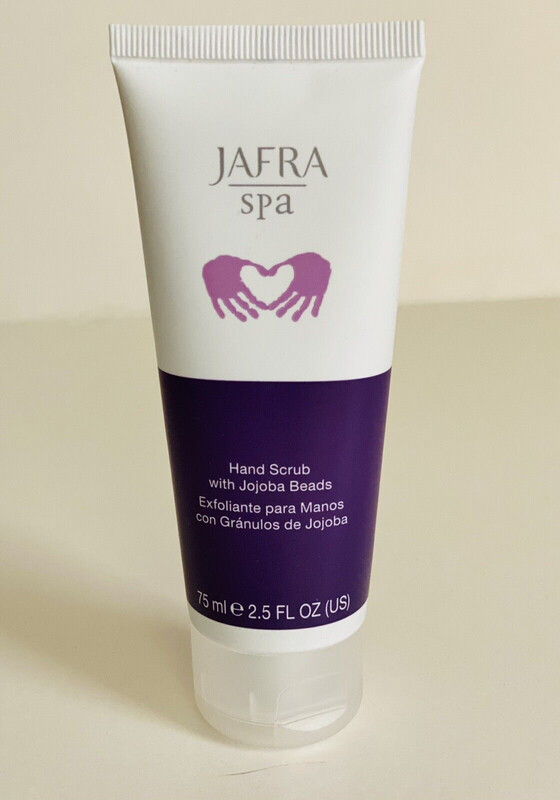 JAFRA
spa
Hand Scrub
with Jojoba Beads
Exfoliante para Manos
con Gránulos de Jojoba
75 ml ℮ 2.5 FL OZ (US)